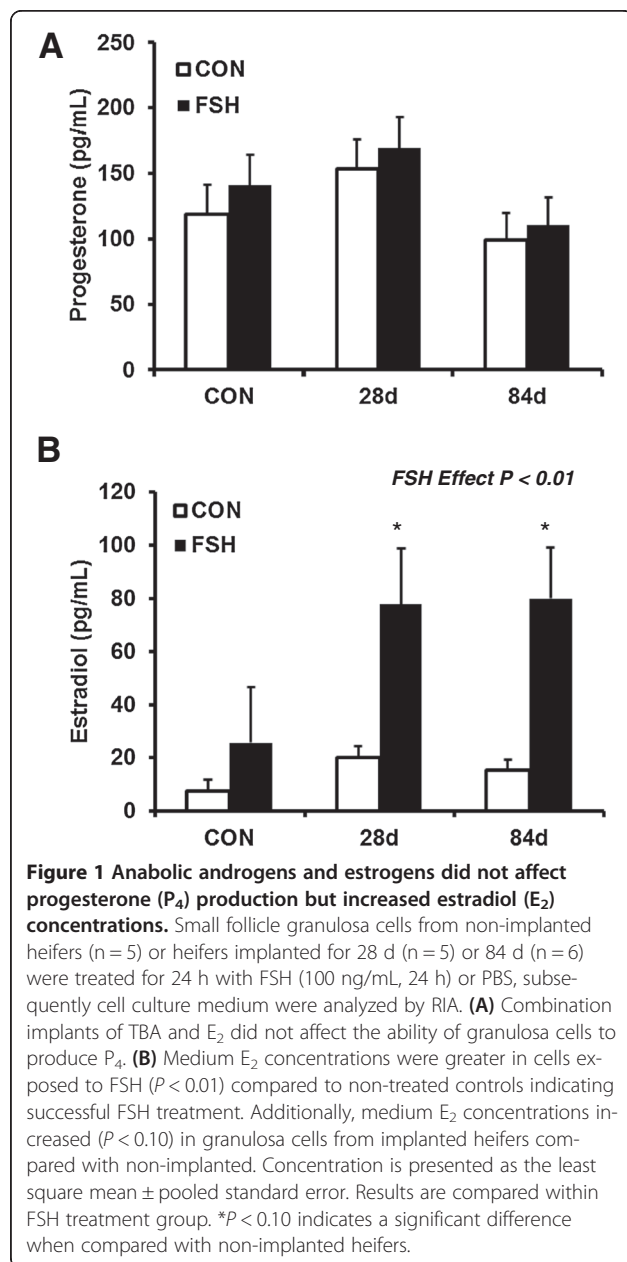 A
250
200
150
100
50
0
Progesterone (pg/mL)
CON
FSH
CON 28d 84d
B
FSH Effect P < 0.01
120
100
80
60
40
20
0
Estradiol (pg/mL)
CON
FSH
* *
CON 28d 84d
Figure 1 Anabolic androgens and estrogens did not affect
progesterone (P₄) production but increased estradiol (E₂)
concentrations. Small follicle granulosa cells from non-implanted
heifers (n = 5) or heifers implanted for 28 d (n = 5) or 84 d (n = 6)
were treated for 24 h with FSH (100 ng/mL, 24 h) or PBS, subse-
quently cell culture medium were analyzed by RIA. (A) Combination
implants of TBA and E₂ did not affect the ability of granulosa cells to
produce P₄. (B) Medium E₂ concentrations were greater in cells ex-
posed to FSH (P < 0.01) compared to non-treated controls indicating
successful FSH treatment. Additionally, medium E₂ concentrations in-
creased (P < 0.10) in granulosa cells from implanted heifers com-
pared with non-implanted. Concentration is presented as the least
square mean ± pooled standard error. Results are compared within
FSH treatment group. *P < 0.10 indicates a significant difference
when compared with non-implanted heifers.